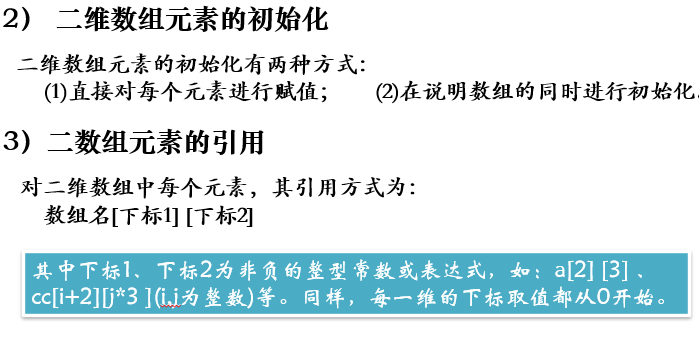 2） 二维数组元素的初始化
二维数组元素的初始化有两种方式：
(1)直接对每个元素进行赋值； (2)在说明数组的同时进行初始化。
3）二数组元素的引用
对二维数组中每个元素，其引用方式为：
数组名[下标1] [下标2]
其中下标1、下标2为非负的整型常数或表达式，如：a[2] [3] 、
cc[i+2][j*3 ](i,j为整数)等。同样，每一维的下标取值都从0开始。